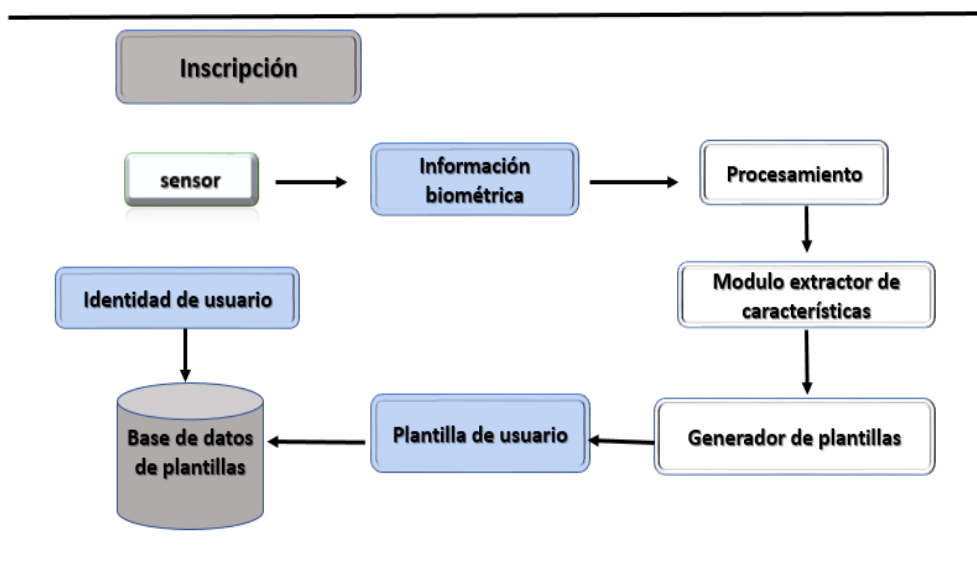 Inscripción
sensor
Información
biométrica
Procesamiento
Identidad de usuario
Modulo extractor de
características
Base de datos
de plantillas
Plantilla de usuario
Generador de plantillas